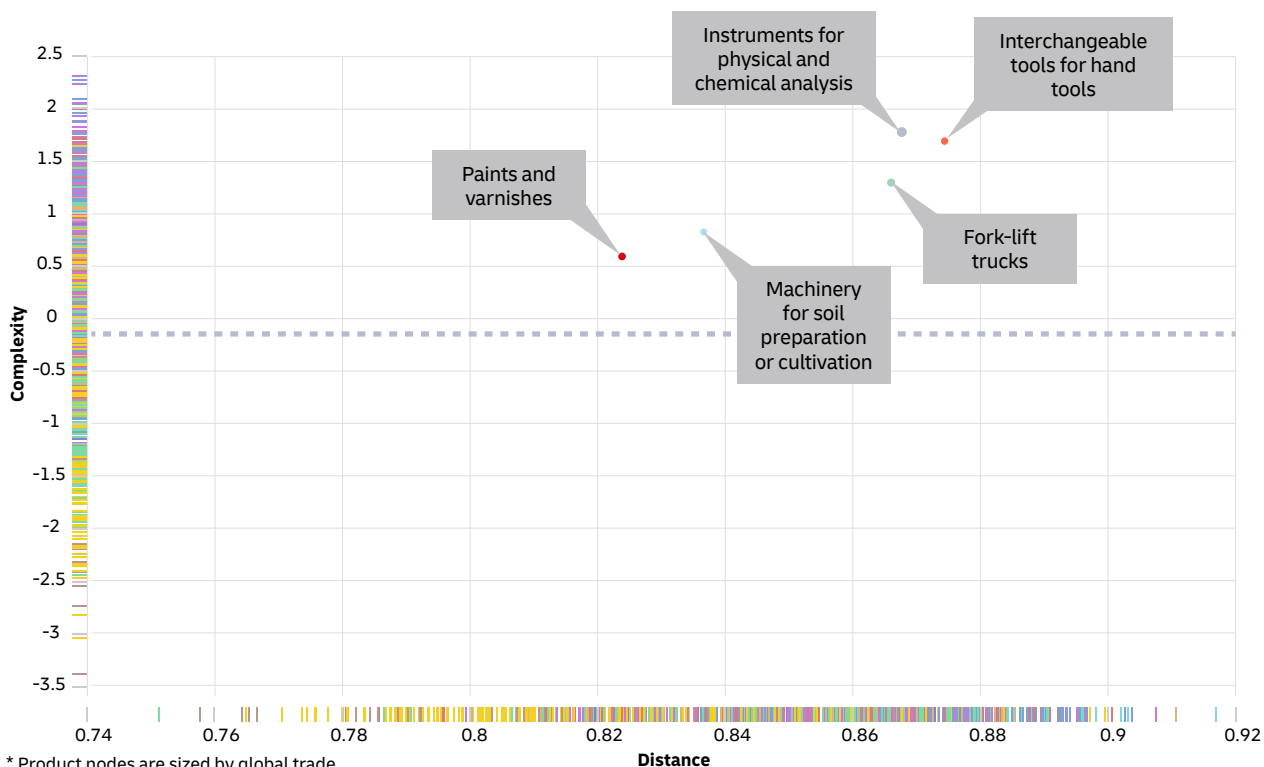 Instruments for
physical and
chemical analysis
Interchangeable
tools for hand
tools
Paints and
varnishes
Fork-lift
trucks
Machinery
for soil
preparation
or cultivation
Complexity
2.5
2
1.5
1
0.5
0
-0.5
-1
-1.5
-2
-2.5
-3
-3.5
0.74
0.76
0.78
0.8
0.82
0.84
0.86
0.88
0.9
0.92
Distance
* Product nodes are sized by global trade